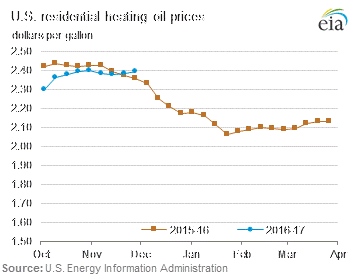 U.S. residential heating oil prices
dollars per gallon
eia
2.50
2.40
2.30
2.20
2.10
2.00
1.90
1.80
1.70
1.60
1.50
Oct Nov Dec Jan Feb Mar Apr
2015-16 2016-17
Source: U.S. Energy Information Administration